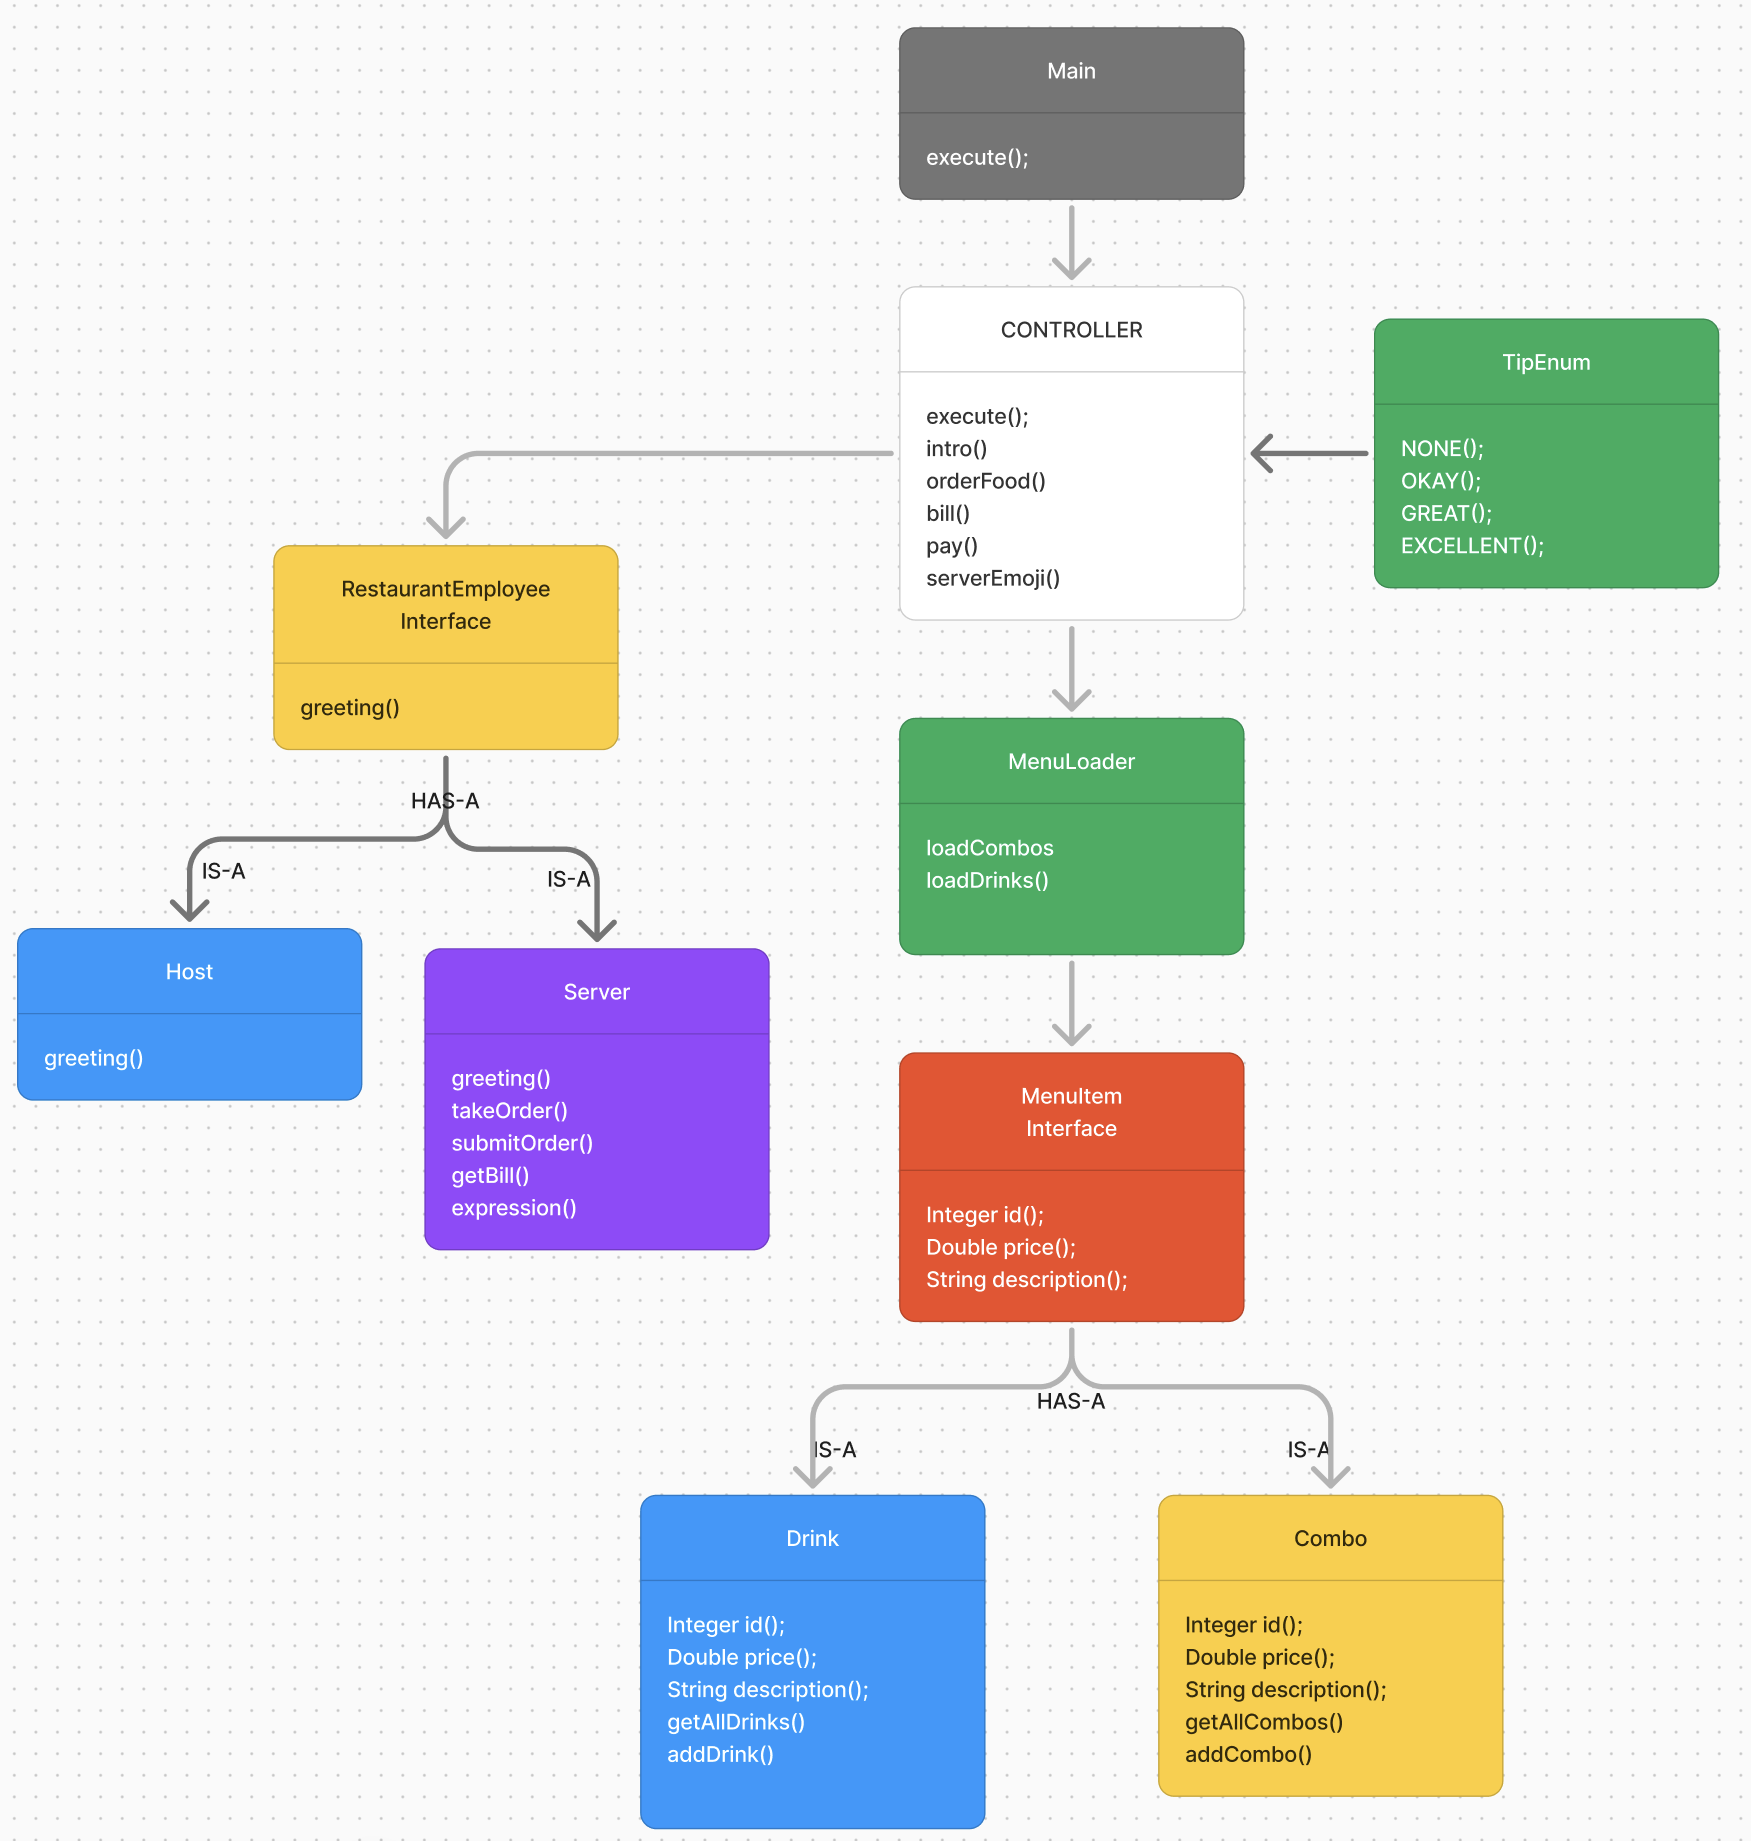 Main
execute();
CONTROLLER
execute();
intro()
orderFood()
bill()
pay()
serverEmoji()
TipEnum
NONE();
OKAY();
GREAT();
EXCELLENT();
RestaurantEmployee
Interface
greeting()
HAS-A
IS-A
IS-A
MenuLoader
loadCombos
loadDrinks()
Host
greeting()
Server
greeting()
takeOrder()
submitOrder()
getBill()
expression()
MenuItem
Interface
Integer id();
Double price();
String description();
HAS-A
IS-A
IS-A
Drink
Integer id();
Double price();
String description();
getAllDrinks()
addDrink()
Combo
Integer id();
Double price();
String description();
getAllCombos()
addCombo()